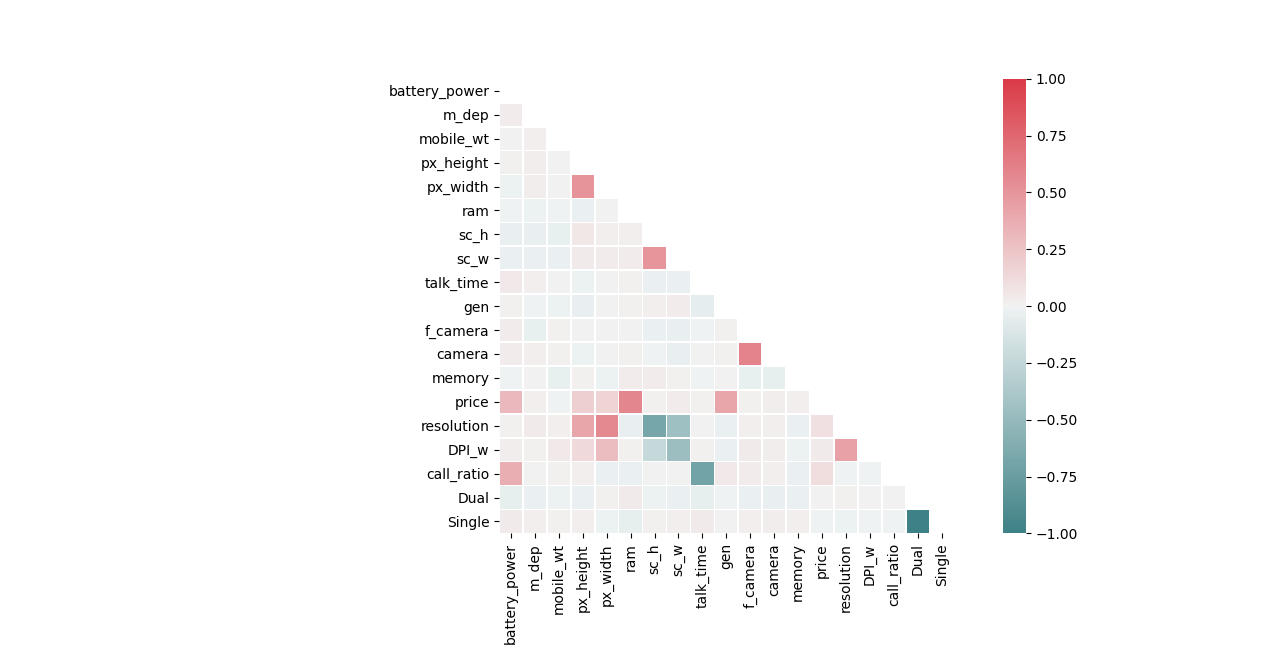 battery_power
m_dep
mobile_wt
px_height
px_width
ram
sc_h
sc_w
talk_time
gen
f_camera
camera
memory
price
resolution
DPI_w
call_ratio
Dual
Single
battery_power
m_dep
mobile_wt
px_height
px_width
ram
sc_h
sc_w
talk_time
gen
f_camera
camera
memory
price
resolution
DPI_w
call_ratio
Dual
Single
1.00
0.75
0.50
0.25
0.00
−0.25
−0.50
−0.75
−1.00